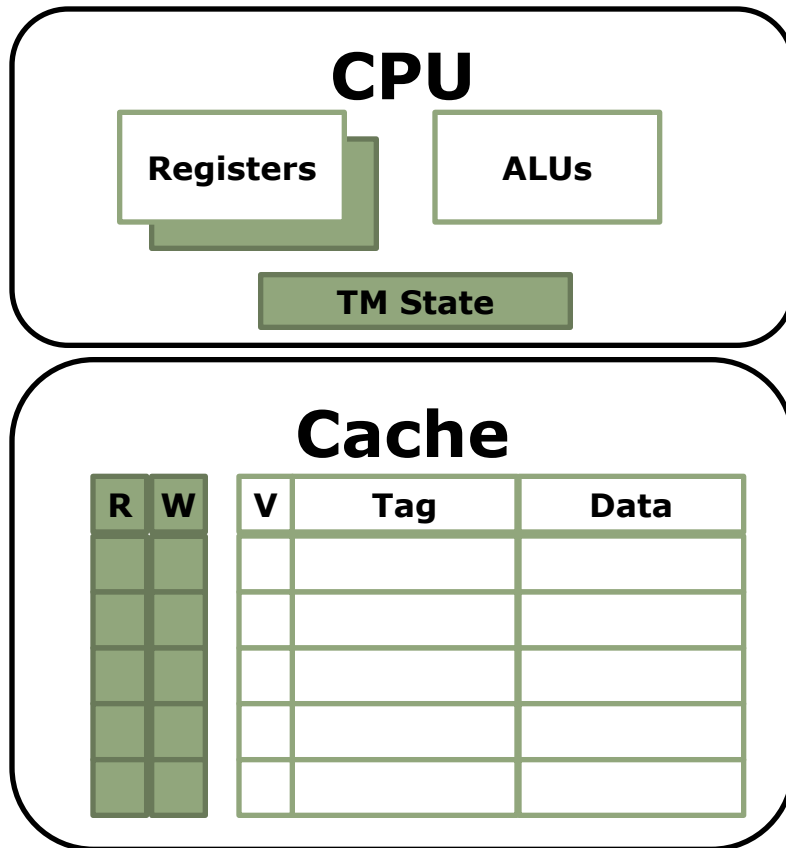 CPU
Registers
ALUs
TM State
Cache
R W V Tag Data